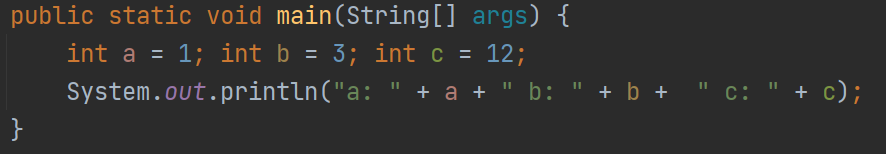 public static void main(String[] args) {
    int a = 1; int b = 3; int c = 12;
    System.out.println("a: " + a + " b: " + b +  " c: " + c);
}